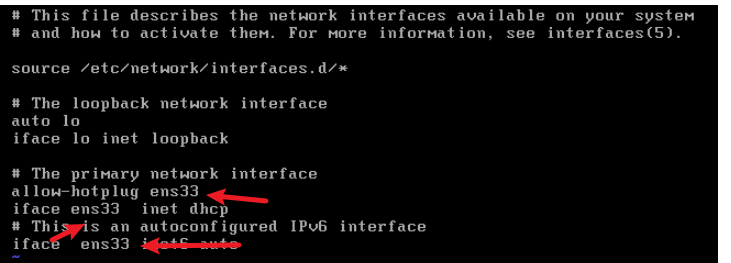 # This file describes the network interfaces available on your system
# and how to activate them. For more information, see interfaces(5).
source /etc/network/interfaces.d/*
# The loopback network interface
auto lo
iface lo inet loopback
# The primary network interface
allow-hotplug ens33
iface ens33  inet dhcp
# This is an autoconfigured IPv6 interface
iface  ens33 inet6 auto
~